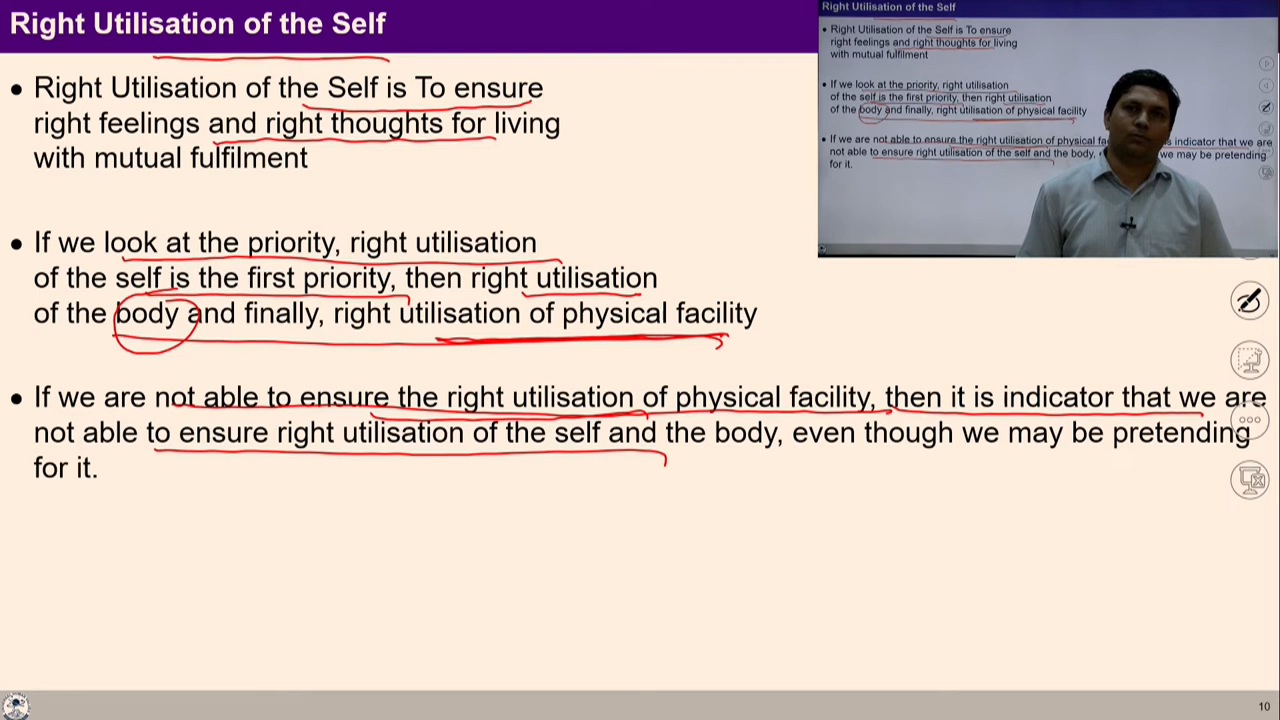 Right Utilisation of the Self
● Right Utilisation of the Self is To ensure
right feelings and right thoughts for living
with mutual fulfilment
● If we look at the priority, right utilisation
of the self is the first priority, then right utilisation
of the body and finally, right utilisation of physical facility
● If we are not able to ensure the right utilisation of physical facility, then it is indicator that we are
not able to ensure right utilisation of the self and the body, even though we may be pretending
for it.
10
Right Utilisation of the Self
● Right Utilisation of the Self is To ensure
right feelings and right thoughts for living
with mutual fulfilment
● If we look at the priority, right utilisation
of the self is the first priority, then right utilisation
of the body and finally, right utilisation of physical facility
● If we are not able to ensure the right utilisation of physical indicator that we are
not able to ensure right utilisation of the self and the body, we may be pretending
for it.